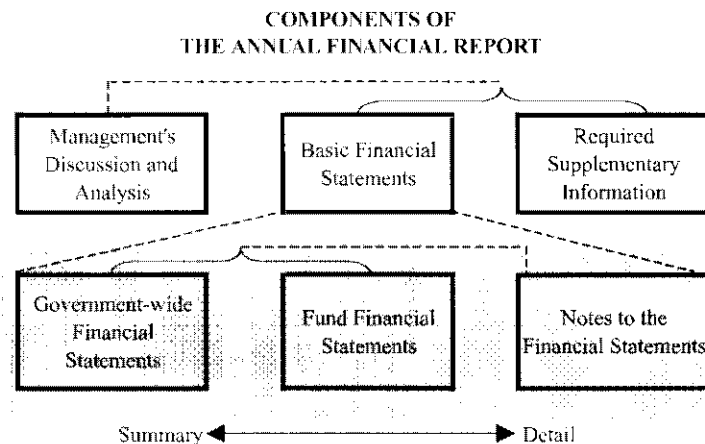 COMPONENTS OF
THE ANNUAL FINANCIAL REPORT
Management's
Discussion and
Analysis
Basic Financial
Statements
Required
Supplementary
Information
Government-wide
Financial
Statements
Fund Financial
Statements
Notes to the
Financial Statements
Summary
Detail